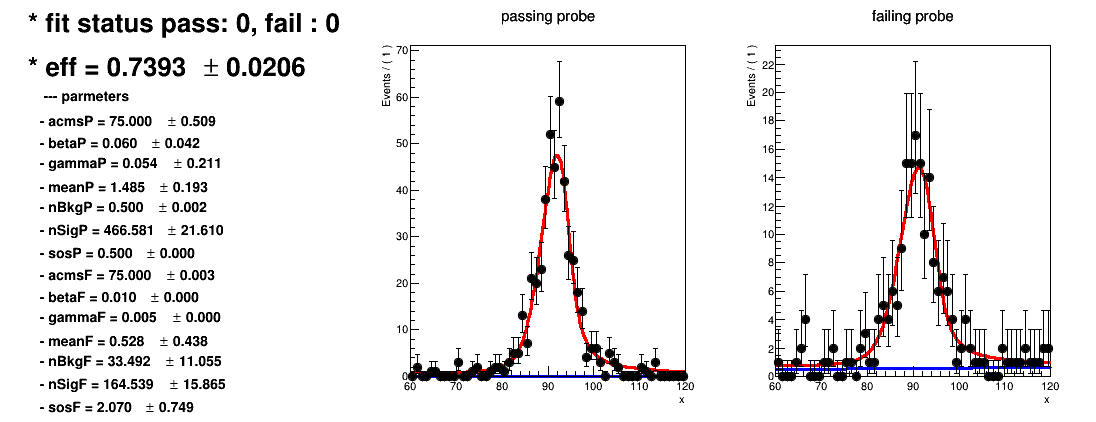 * fit status pass: 0, fail : 0
* eff = 0.7393 ± 0.0206
--- parmeters
- acmsP = 75.000 ± 0.509
- betaP = 0.060 ± 0.042
- gammaP = 0.054 ± 0.211
- meanP = 1.485 ± 0.193
- nBkgP = 0.500 ± 0.002
- nSigP = 466.581 ± 21.610
- sosP = 0.500 ± 0.000
- acmsF = 75.000 ± 0.003
- betaF = 0.010 ± 0.000
- gammaF = 0.005 ± 0.000
- meanF = 0.528 ± 0.438
- nBkgF = 33.492 ± 11.055
- nSigF = 164.539 ± 15.865
- sosF = 2.070 ± 0.749
passing probe
Events / ( 1 )
70
60
50
40
30
20
10
0
60 70 80 90 100 110 120
x
failing probe
Events / ( 1 )
22
20
18
16
14
12
10
8
6
4
2
0
60 70 80 90 100 110 120
x